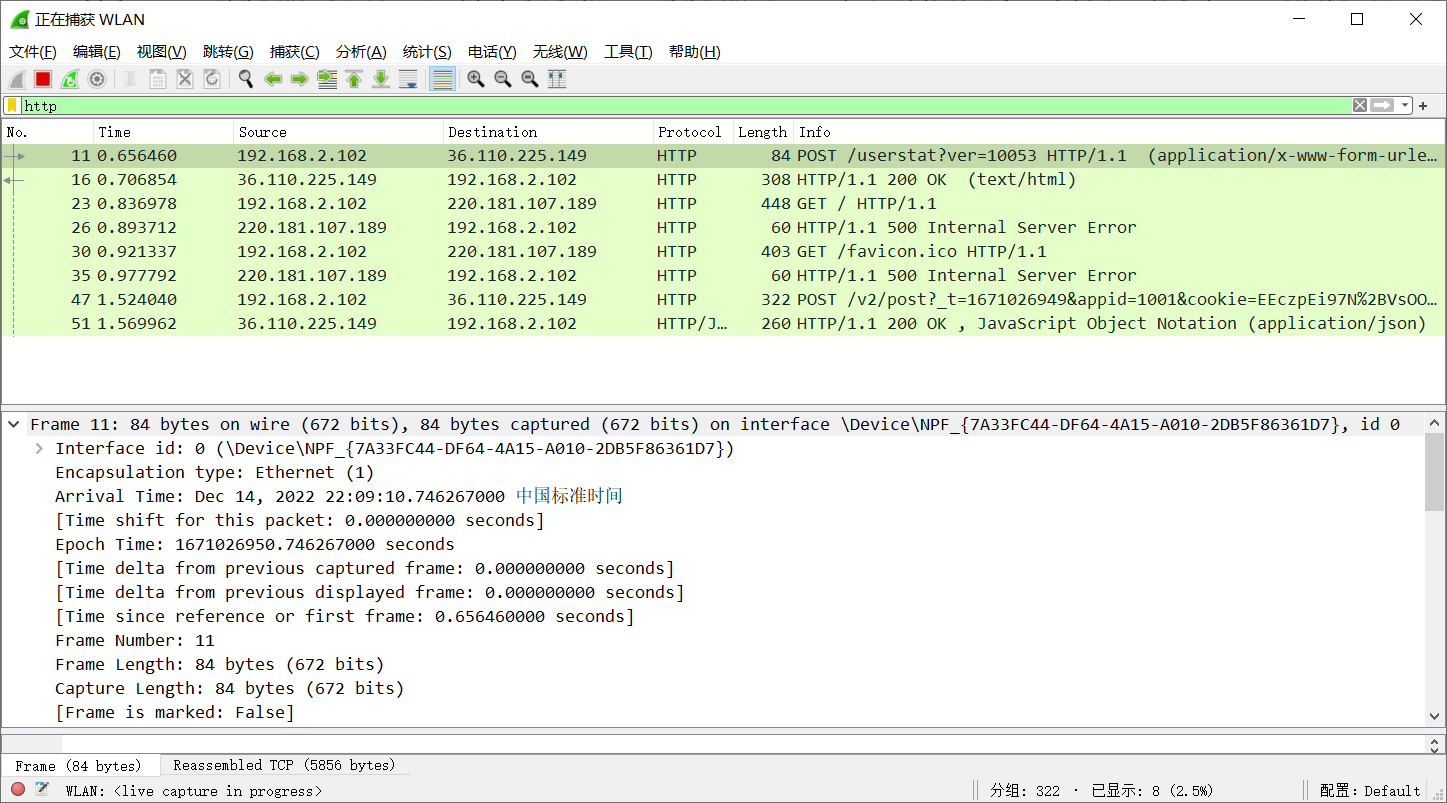 正在捕获 WLAN
文件(F) 编辑(E) 视图(V) 跳转(G) 捕获(C) 分析(A) 统计(S) 电话(Y) 无线(W) 工具(T) 帮助(H)
http
No. Time Source Destination Protocol Length Info
11 0.656460 192.168.2.102 36.110.225.149 HTTP 84 POST /userstat?ver=10053 HTTP/1.1 (application/x-www-form-urle…
16 0.706854 36.110.225.149 192.168.2.102 HTTP 308 HTTP/1.1 200 OK (text/html)
23 0.836978 192.168.2.102 220.181.107.189 HTTP 448 GET / HTTP/1.1
26 0.893712 220.181.107.189 192.168.2.102 HTTP 60 HTTP/1.1 500 Internal Server Error
30 0.921337 192.168.2.102 220.181.107.189 HTTP 403 GET /favicon.ico HTTP/1.1
35 0.977792 220.181.107.189 192.168.2.102 HTTP 60 HTTP/1.1 500 Internal Server Error
47 1.524040 192.168.2.102 36.110.225.149 HTTP 322 POST /v2/post?_t=1671026949&appid=1001&cookie=EEczpEi97N%2BVsOO…
51 1.569962 36.110.225.149 192.168.2.102 HTTP/J… 260 HTTP/1.1 200 OK , JavaScript Object Notation (application/json)
Frame 11: 84 bytes on wire (672 bits), 84 bytes captured (672 bits) on interface \Device\NPF_{7A33FC44-DF64-4A15-A010-2DB5F86361D7}, id 0
Interface id: 0 (\Device\NPF_{7A33FC44-DF64-4A15-A010-2DB5F86361D7})
Encapsulation type: Ethernet (1)
Arrival Time: Dec 14, 2022 22:09:10.746267000 中国标准时间
[Time shift for this packet: 0.000000000 seconds]
Epoch Time: 1671026950.746267000 seconds
[Time delta from previous captured frame: 0.000000000 seconds]
[Time delta from previous displayed frame: 0.000000000 seconds]
[Time since reference or first frame: 0.656460000 seconds]
Frame Number: 11
Frame Length: 84 bytes (672 bits)
Capture Length: 84 bytes (672 bits)
[Frame is marked: False]
Frame (84 bytes) Reassembled TCP (5856 bytes)
WLAN: <live capture in progress> 分组: 322 · 已显示: 8 (2.5%) 配置: Default